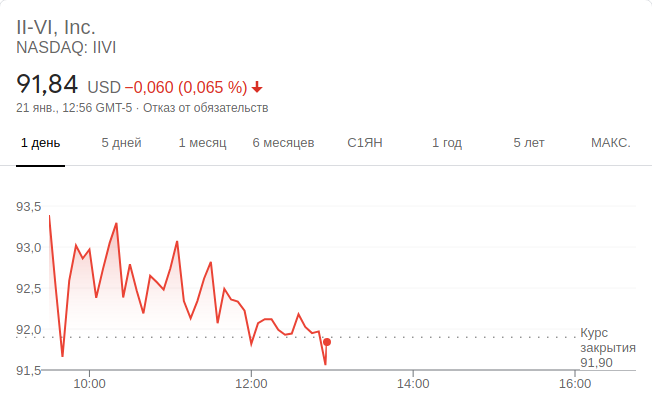 II-VI, Inc.
NASDAQ: IIVI
91,84 USD −0,060 (0,065 %)
21 янв., 12:56 GMT-5 · Отказ от обязательств
1 день 5 дней 1 месяц 6 месяцев С1ЯН 1 год 5 лет МАКС.
93,5
93,0
92,5
92,0
Курс
закрытия
91,90
91,5
10:00 12:00 14:00 16:00